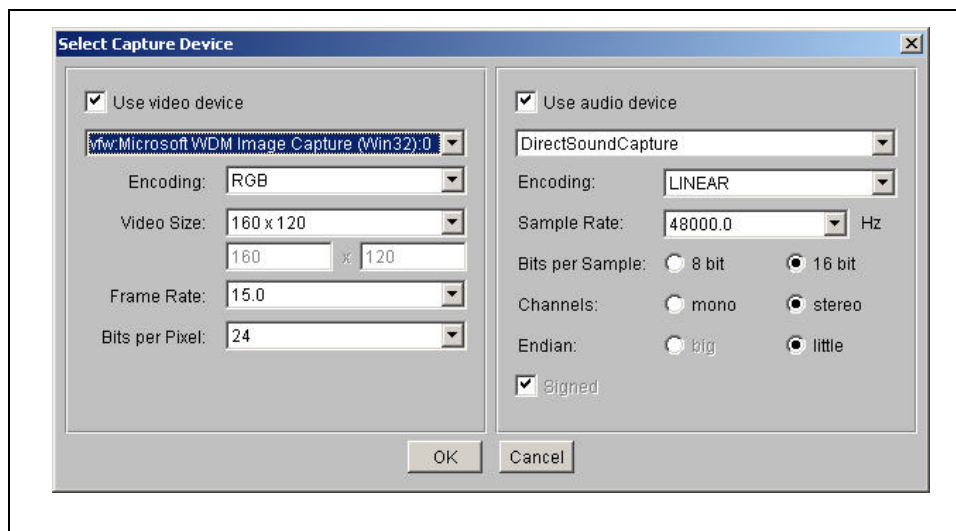 Select Capture Device
Use video device
vfw:Microsoft WDM Image Capture (Win32):0
Encoding: RGB
Video Size: 160 x 120
160 x 120
Frame Rate: 15.0
Bits per Pixel: 24
Use audio device
DirectSoundCapture
Encoding: LINEAR
Sample Rate: 48000.0 Hz
Bits per Sample: 8 bit 16 bit
Channels: mono stereo
Endian: big little
Signed
OK Cancel